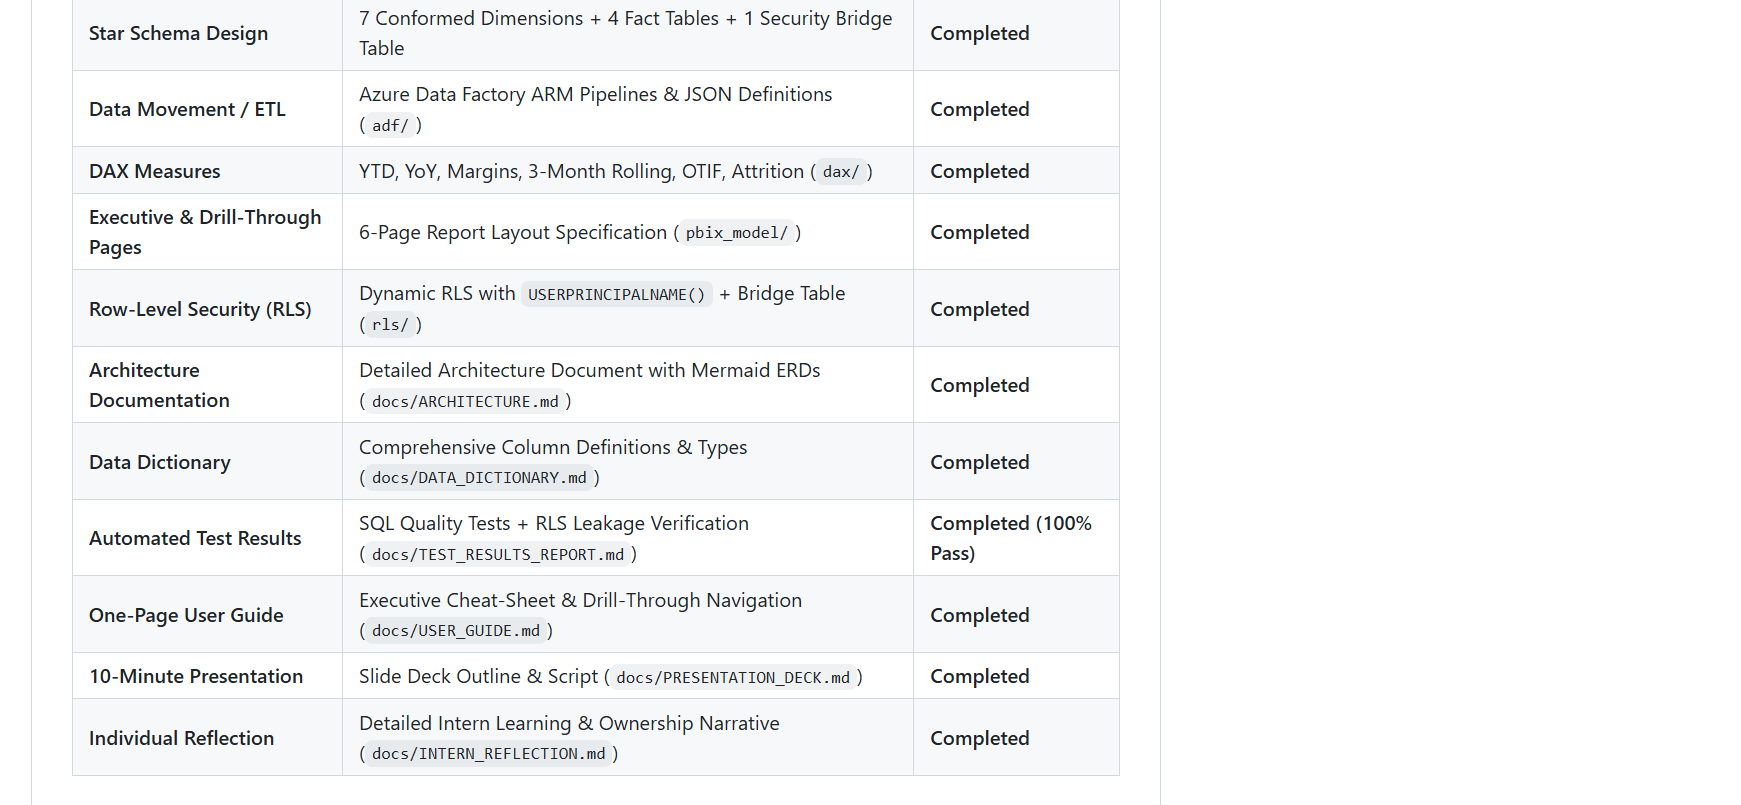 Star Schema Design
7 Conformed Dimensions + 4 Fact Tables + 1 Security Bridge
Table
Completed
Data Movement / ETL
Azure Data Factory ARM Pipelines & JSON Definitions
(adf/)
Completed
DAX Measures
YTD, YoY, Margins, 3-Month Rolling, OTIF, Attrition (dax/)
Completed
Executive & Drill-Through
Pages
6-Page Report Layout Specification (pbix_model/)
Completed
Row-Level Security (RLS)
Dynamic RLS with USERPRINCIPALNAME() + Bridge Table
(rls/)
Completed
Architecture
Documentation
Detailed Architecture Document with Mermaid ERDs
(docs/ARCHITECTURE.md)
Completed
Data Dictionary
Comprehensive Column Definitions & Types
(docs/DATA_DICTIONARY.md)
Completed
Automated Test Results
SQL Quality Tests + RLS Leakage Verification
(docs/TEST_RESULTS_REPORT.md)
Completed (100%
Pass)
One-Page User Guide
Executive Cheat-Sheet & Drill-Through Navigation
(docs/USER_GUIDE.md)
Completed
10-Minute Presentation
Slide Deck Outline & Script (docs/PRESENTATION_DECK.md)
Completed
Individual Reflection
Detailed Intern Learning & Ownership Narrative
(docs/INTERN_REFLECTION.md)
Completed